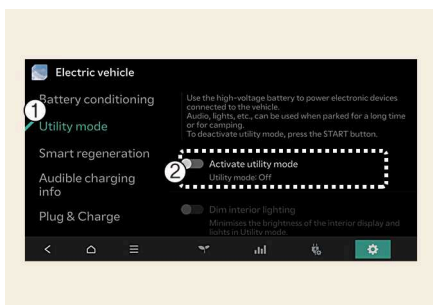 Electric vehicle
Battery conditioning
1
Utility mode
Smart regeneration
Audible charging
info
Plug & Charge
Use the high-voltage battery to power electronic devices
connected to the vehicle.
Audio, lights, etc., can be used when parked for a long time
or for camping.
To deactivate utility mode, press the START button.
2
Activate utility mode
Utility mode: Off
Dim interior lighting
Minimises the brightness of the interior display and
lights in Utility mode.